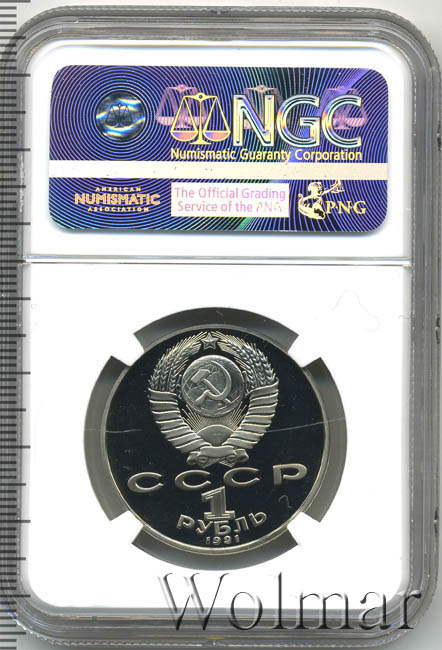 NGC
Numismatic Guaranty Corporation
AMERICAN
NUMISMATIC
ASSOCIATION
The Official Grading
Service of the PNG
PNG
СССР
1
РУБЛЬ
1991
Wolmar